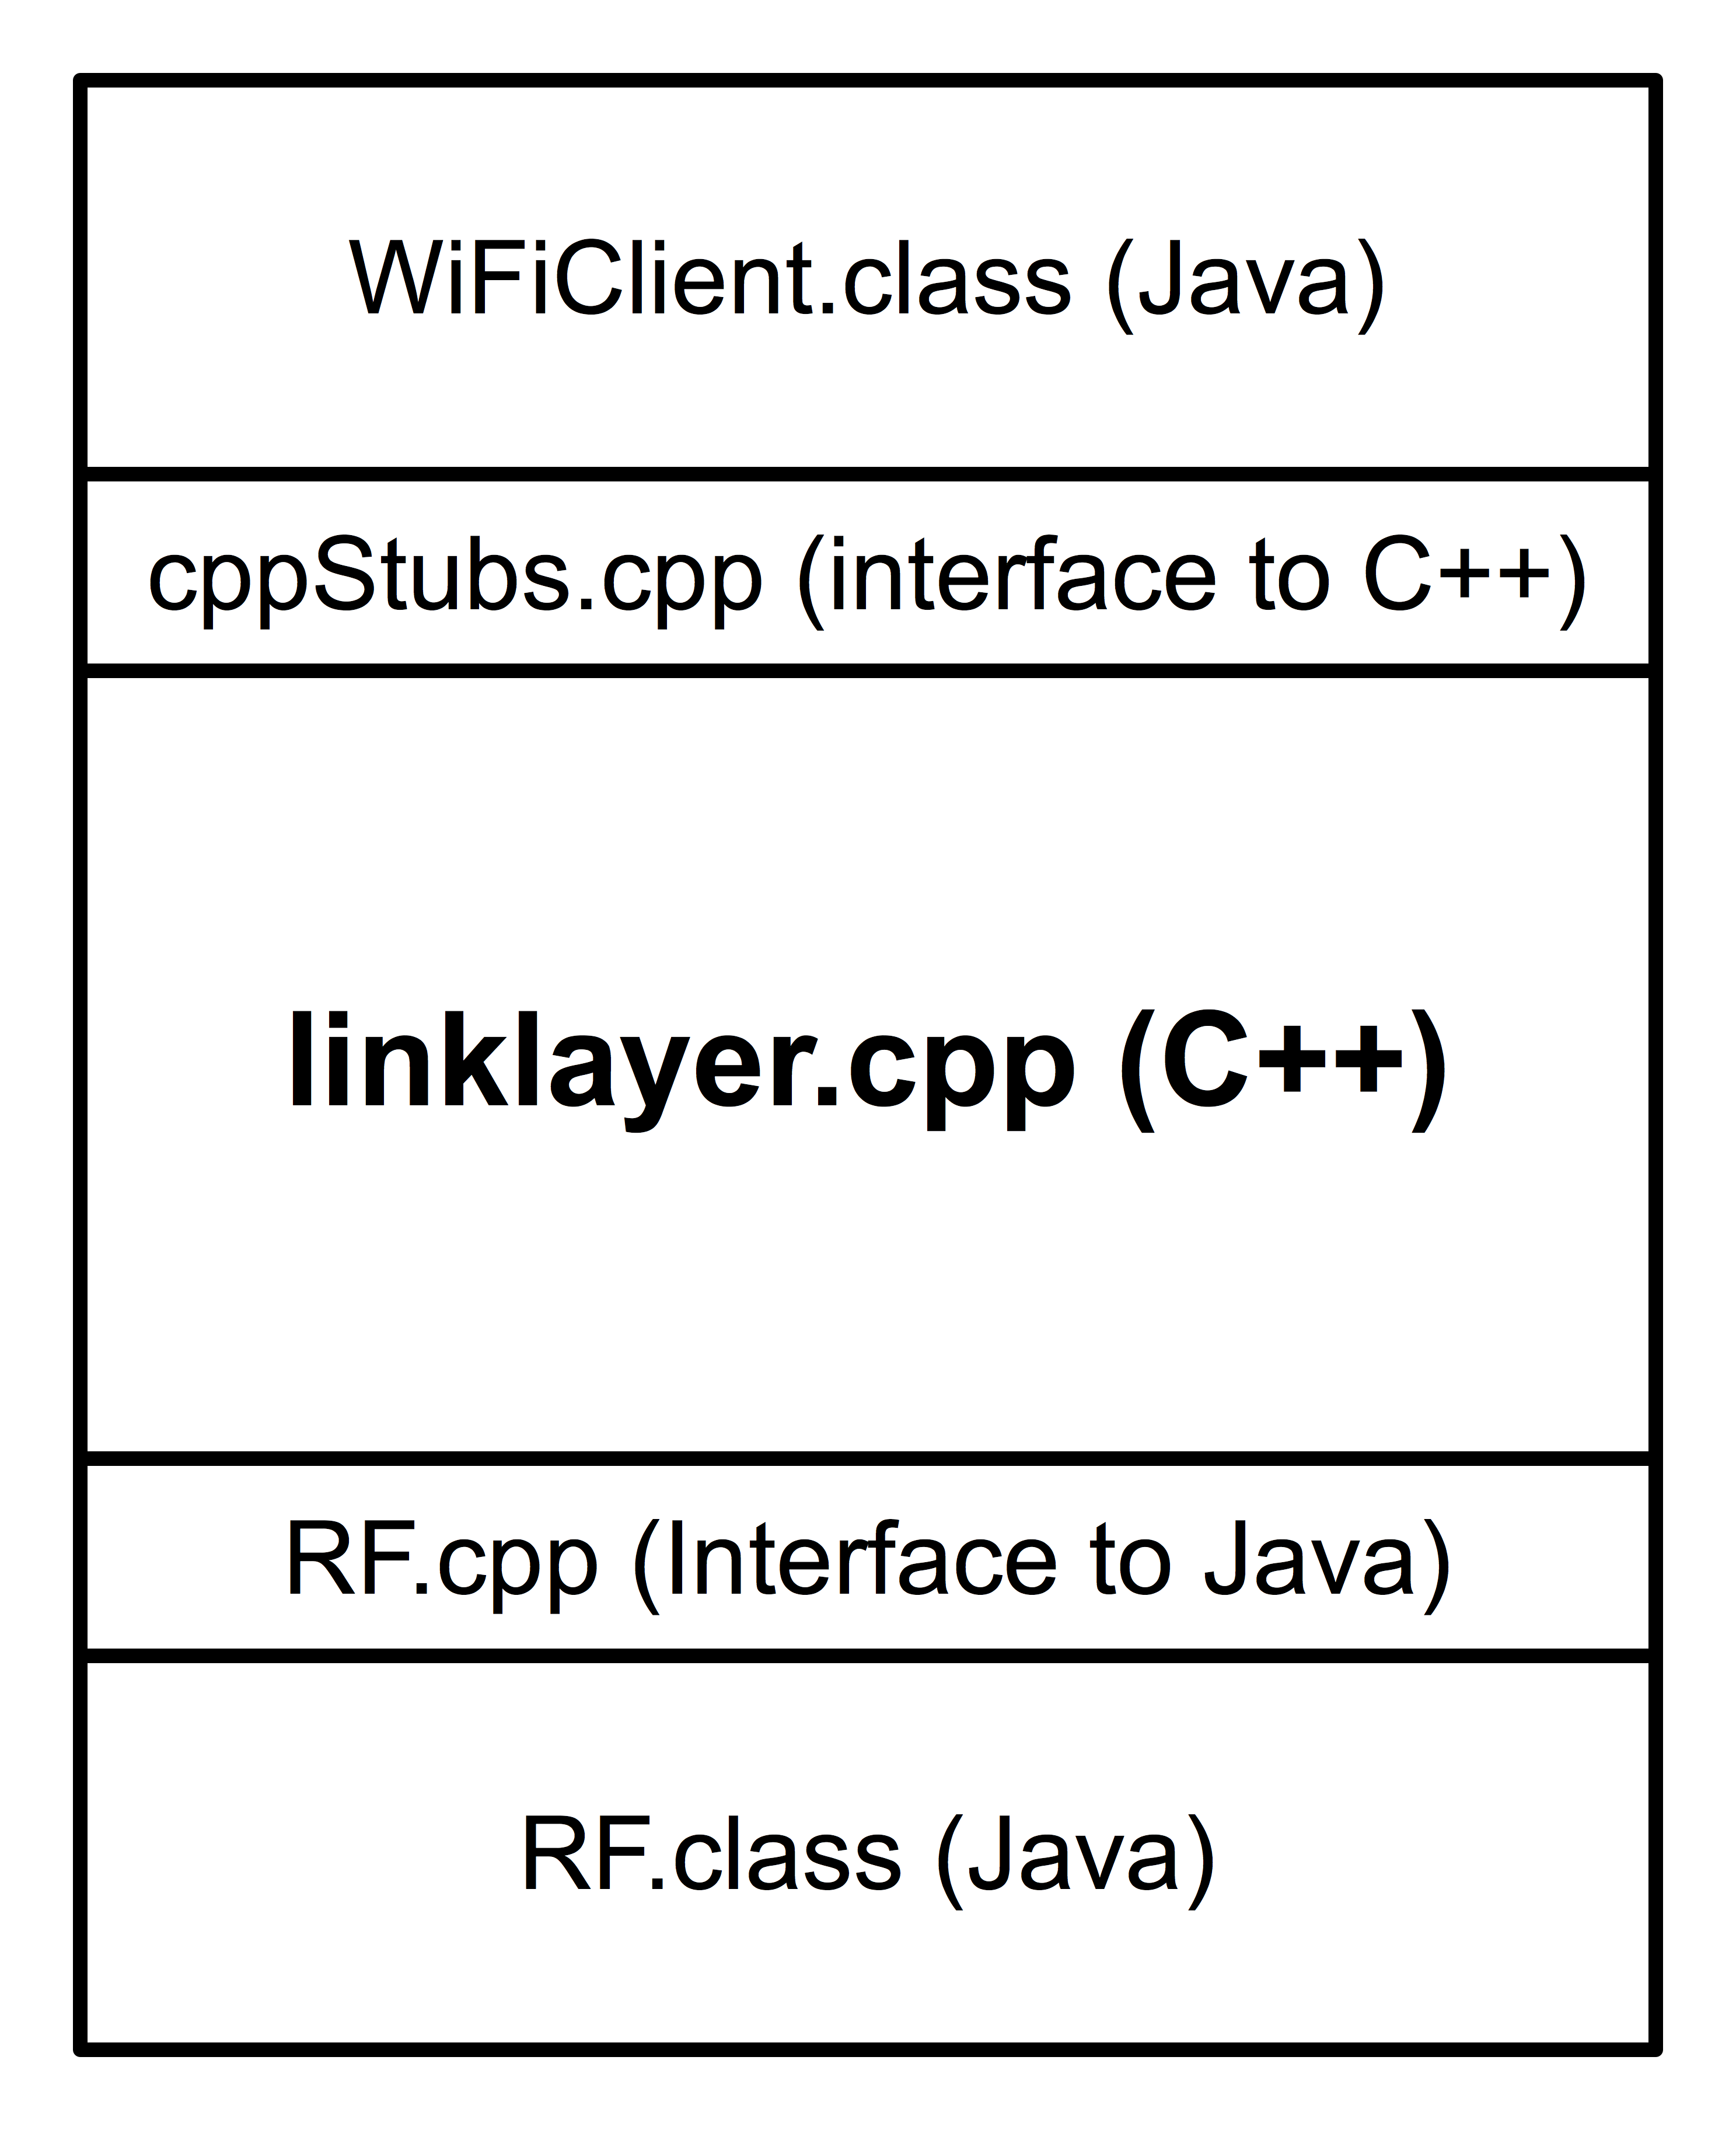 WiFiClient.class (Java)
cppStubs.cpp (interface to C++)
linklayer.cpp (C++)
RF.cpp (Interface to Java)
RF.class (Java)